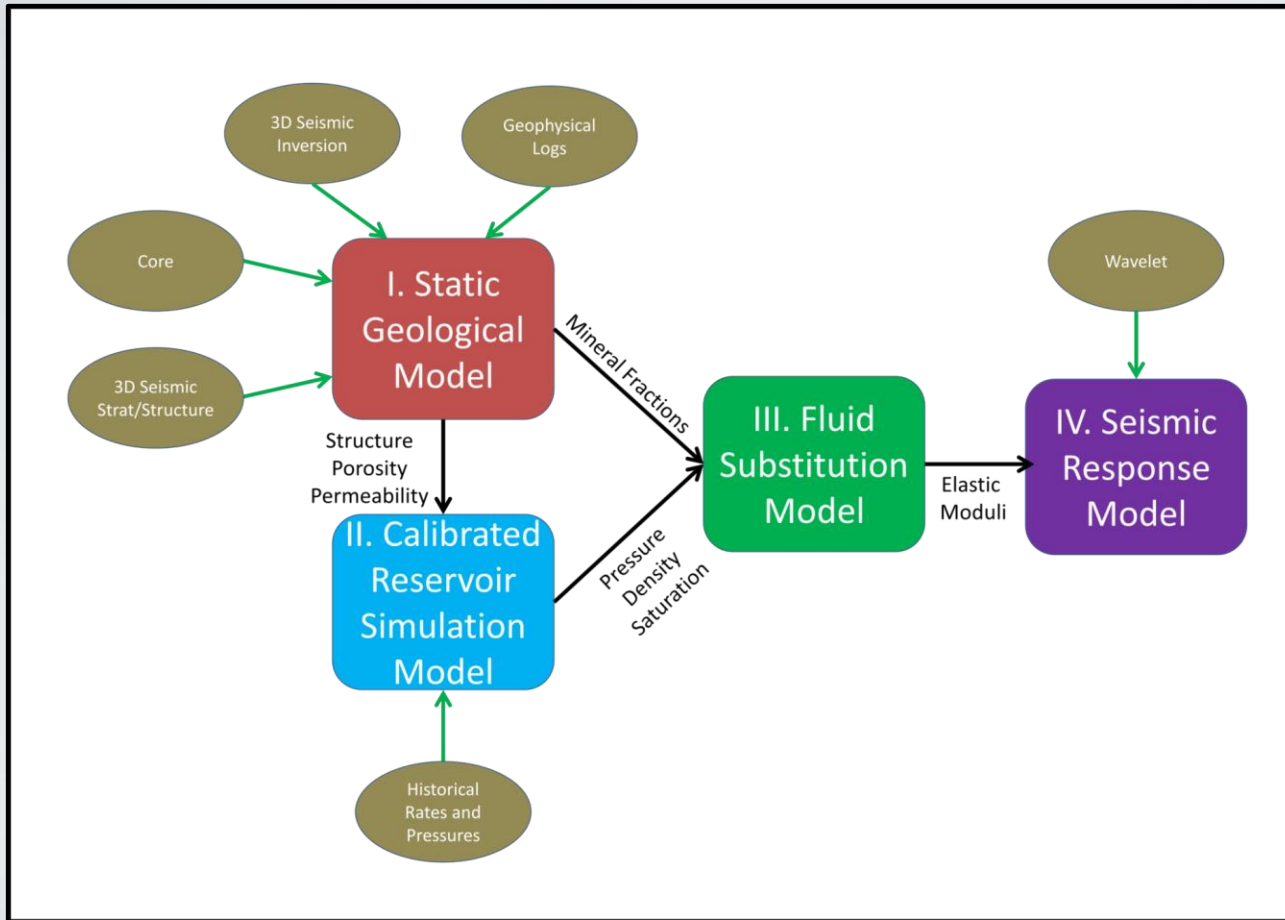 3D Seismic
Inversion
Geophysical
Logs
Core
Wavelet
I. Static
Geological
Model
Mineral Fractions
3D Seismic
Strat/Structure
III. Fluid
Substitution
Model
IV. Seismic
Response
Model
Structure
Porosity
Permeability
Elastic
Moduli
II. Calibrated
Reservoir
Simulation
Model
Pressure
Density
Saturation
Historical
Rates and
Pressures